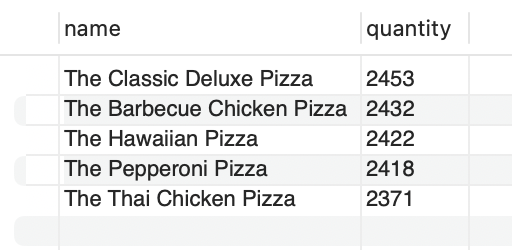 name quantity
The Classic Deluxe Pizza 2453
The Barbecue Chicken Pizza 2432
The Hawaiian Pizza 2422
The Pepperoni Pizza 2418
The Thai Chicken Pizza 2371